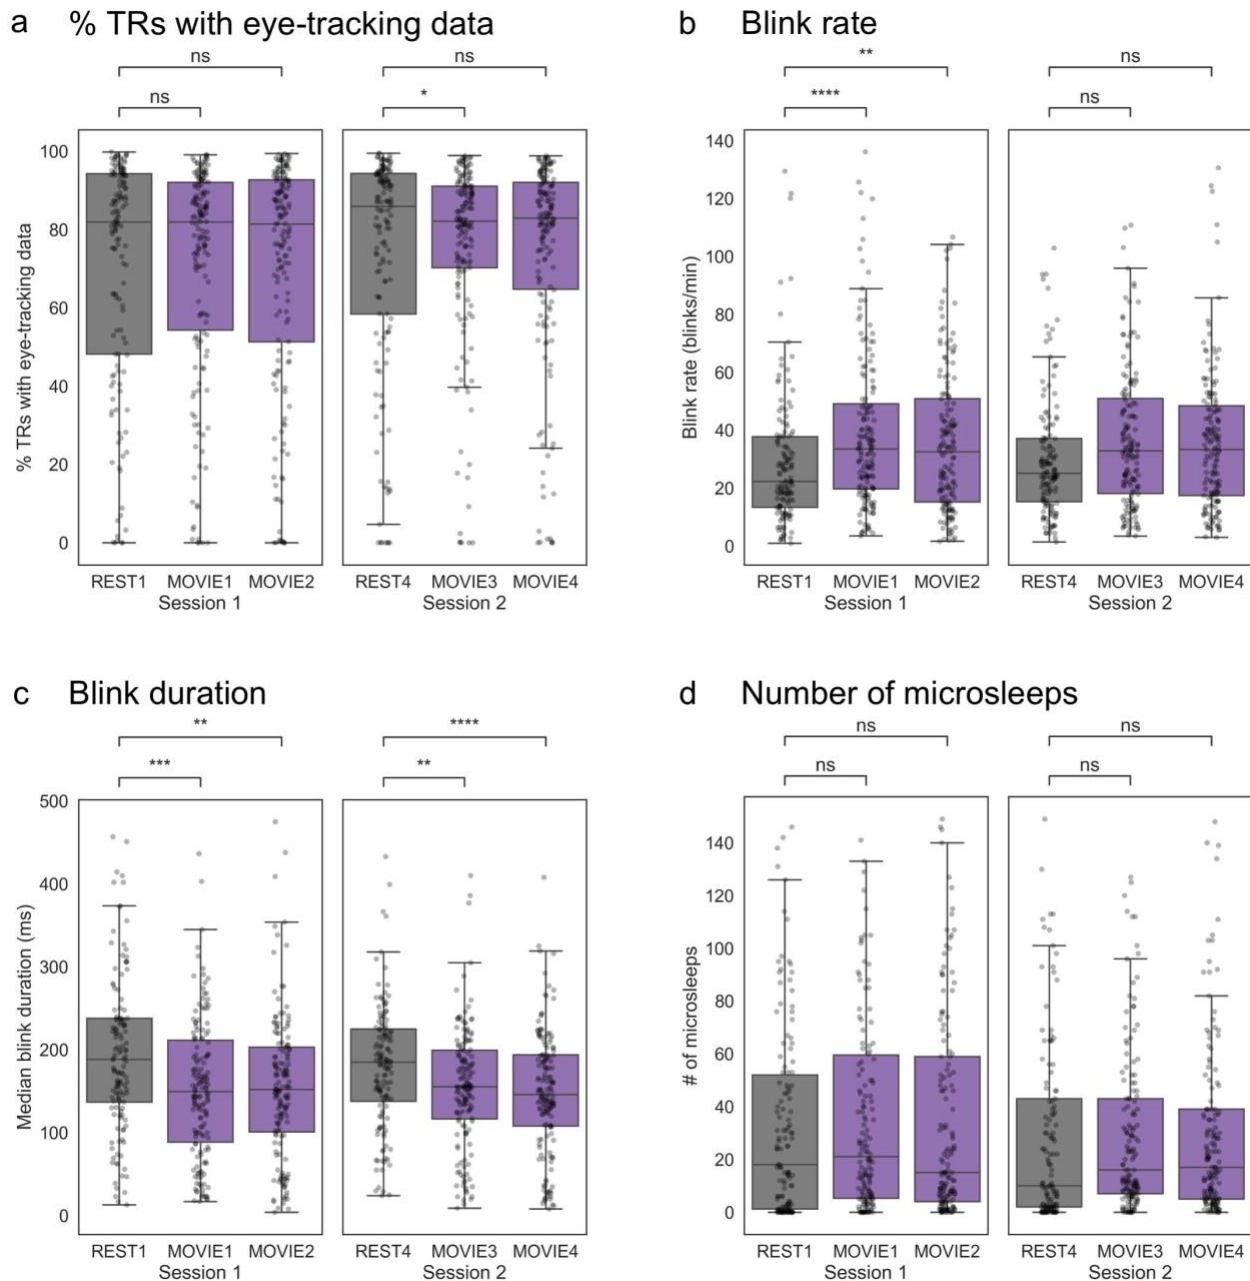 a % TRs with eye-tracking data
ns
ns
ns
*
100
80
60
40
20
0
% TRs with eye-tracking data
REST1 MOVIE1 MOVIE2
Session 1
REST4 MOVIE3 MOVIE4
Session 2
b Blink rate
**
****
ns
ns
140
120
100
80
60
40
20
0
Blink rate (blinks/min)
REST1 MOVIE1 MOVIE2
Session 1
REST4 MOVIE3 MOVIE4
Session 2
c Blink duration
**
***
****
**
500
400
300
200
100
0
Median blink duration (ms)
REST1 MOVIE1 MOVIE2
Session 1
REST4 MOVIE3 MOVIE4
Session 2
d Number of microsleeps
ns
ns
ns
ns
140
120
100
80
60
40
20
0
# of microsleeps
REST1 MOVIE1 MOVIE2
Session 1
REST4 MOVIE3 MOVIE4
Session 2